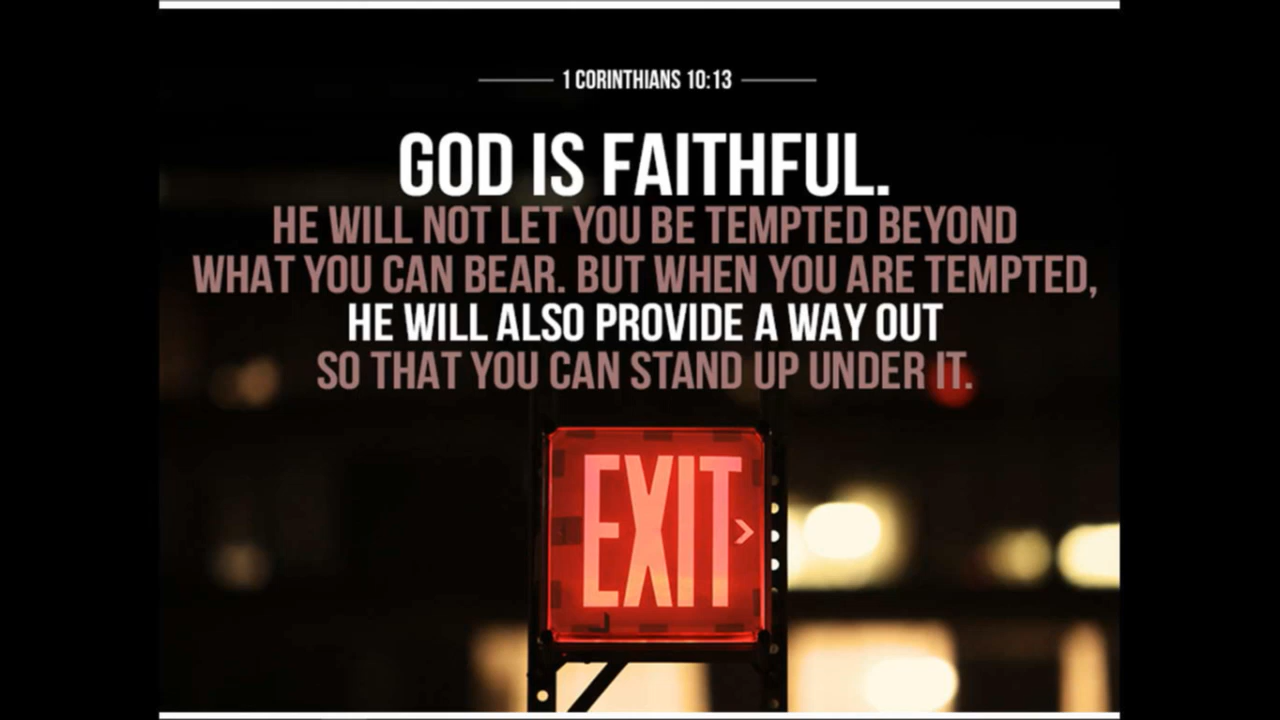 1 CORINTHIANS 10:13
GOD IS FAITHFUL.
HE WILL NOT LET YOU BE TEMPTED BEYOND
WHAT YOU CAN BEAR. BUT WHEN YOU ARE TEMPTED,
HE WILL ALSO PROVIDE A WAY OUT
SO THAT YOU CAN STAND UP UNDER IT.
EXIT >